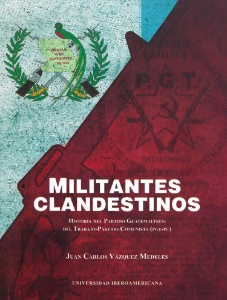 P.G.T.
MILITANTES
CLANDESTINOS
HISTORIA DEL PARTIDO GUATEMALTECO
DEL TRABAJO-PARTIDO COMUNISTA (PGT-PC)
JUAN CARLOS VÁZQUEZ MEDELES
UNIVERSIDAD IBEROAMERICANA